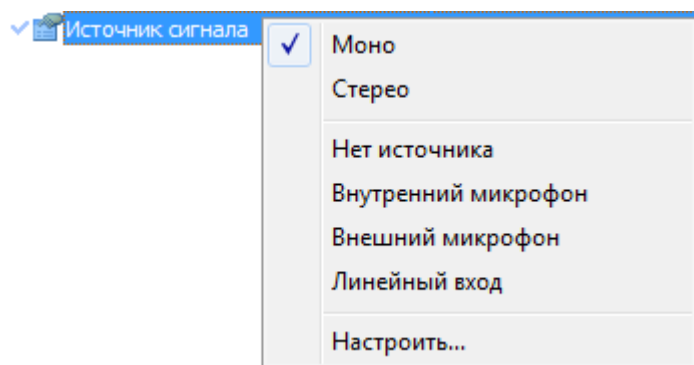 Источник сигнала
Моно
Стерео
Нет источника
Внутренний микрофон
Внешний микрофон
Линейный вход
Настроить...